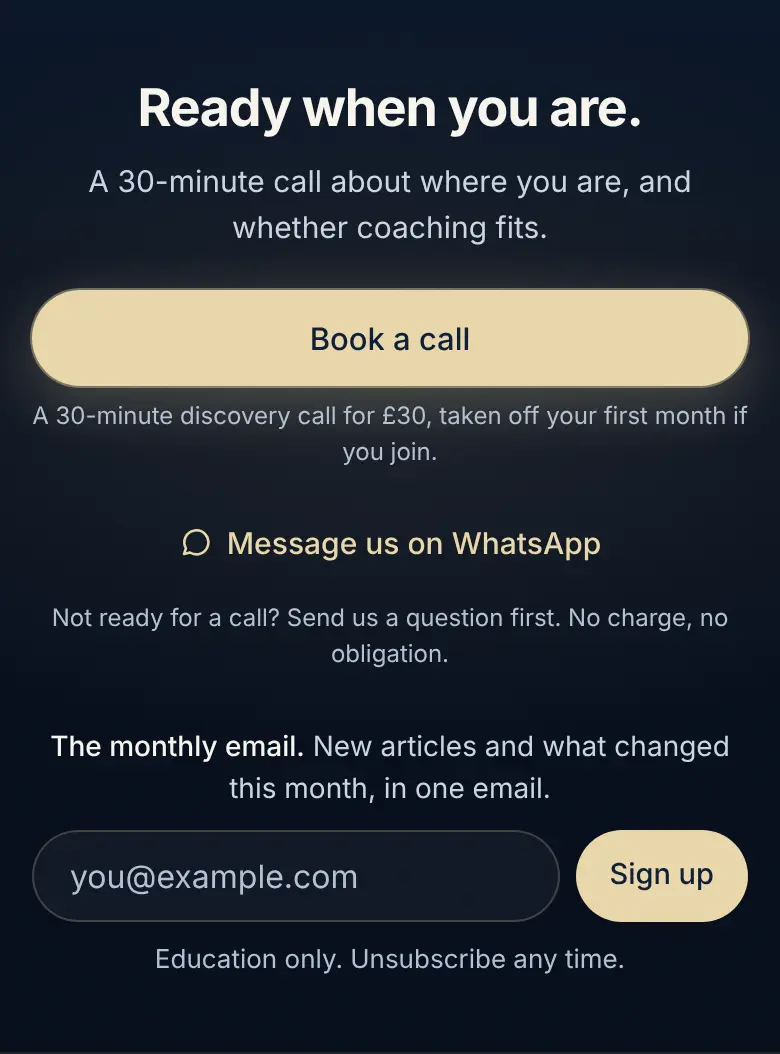 Ready when you are.
A 30-minute call about where you are, and
whether coaching fits.
Book a call
A 30-minute discovery call for £30, taken off your first month if
you join.
Message us on WhatsApp
Not ready for a call? Send us a question first. No charge, no
obligation.
The monthly email. New articles and what changed
this month, in one email.
you@example.com
Sign up
Education only. Unsubscribe any time.